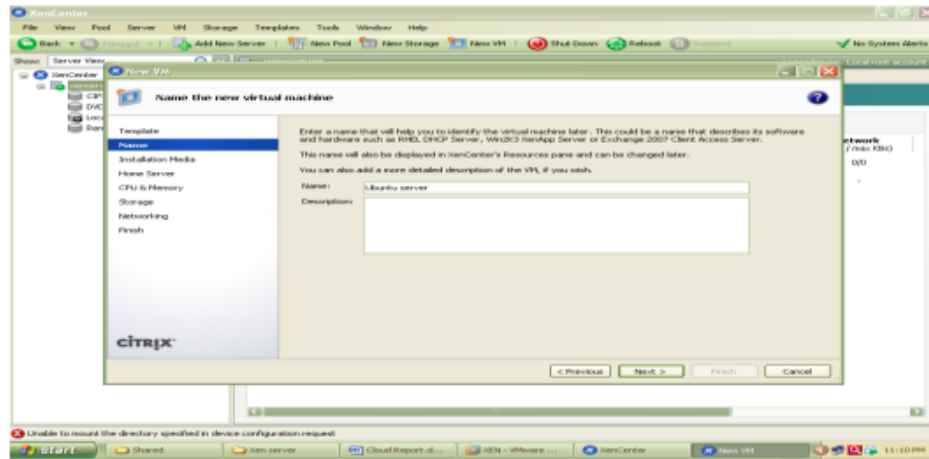 XenCenter
File View Pool Server VM Storage Templates Tools Window Help
Back Forward Add New Server New Pool New Storage New VM Shut Down Reboot Suspend No System Alerts
Show: Server View
Local root account
XenCenter
New VM
Name the new virtual machine
Template
Name
Installation Media
Home Server
CPU & Memory
Storage
Networking
Finish
Enter a name that will help you to identify the virtual machine later. This could be a name that describes its software
and hardware such as RHEL DHCP Server, Win2K3 XenApp Server or Exchange 2007 Client Access Server.
This name will also be displayed in XenCenter's Resources pane and can be changed later.
You can also add a more detailed description of the VM, if you wish.
Name: Ubuntu server
Description:
CITRIX
< Previous Next > Finish Cancel
etwork
/ max KBs)
0/0
Unable to mount the directory specified in device configuration request
start Shared Xen server Cloud Report.d... XEN - VMware ... XenCenter New VM 11:10 PM